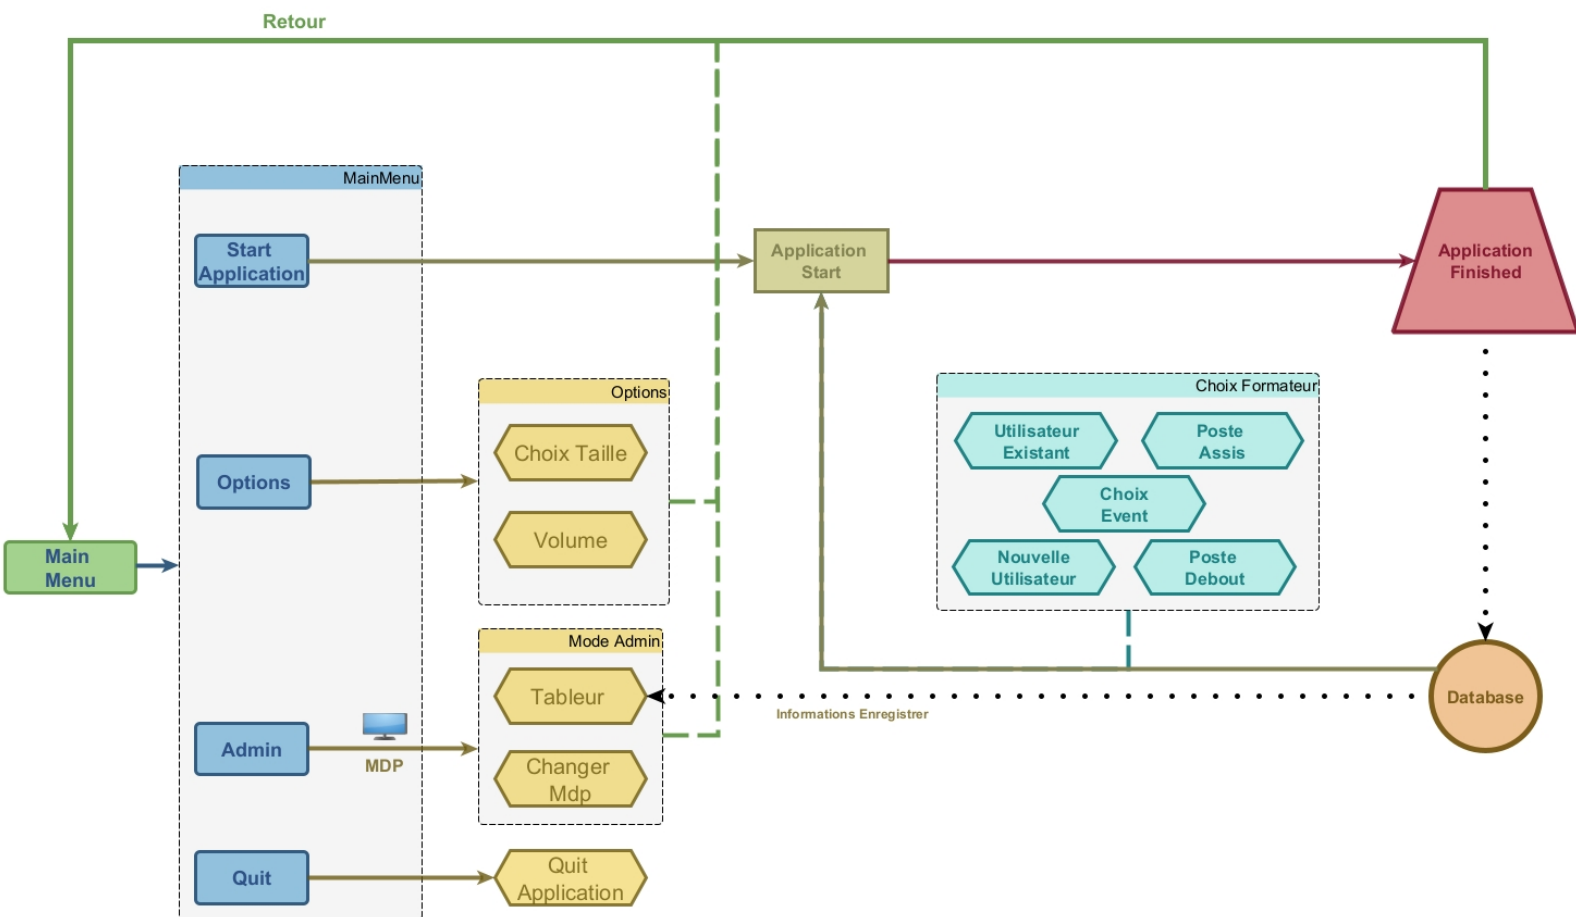 Retour
MainMenu
Start
Application
Application
Start
Application
Finished
Options
Choix Taille
Volume
Options
Choix Formateur
Utilisateur
Existant
Poste
Assis
Choix
Event
Nouvelle
Utilisateur
Poste
Debout
Main
Menu
Mode Admin
Tableur
Changer
Mdp
Informations Enregistrer
Database
Admin
MDP
Quit
Quit
Application